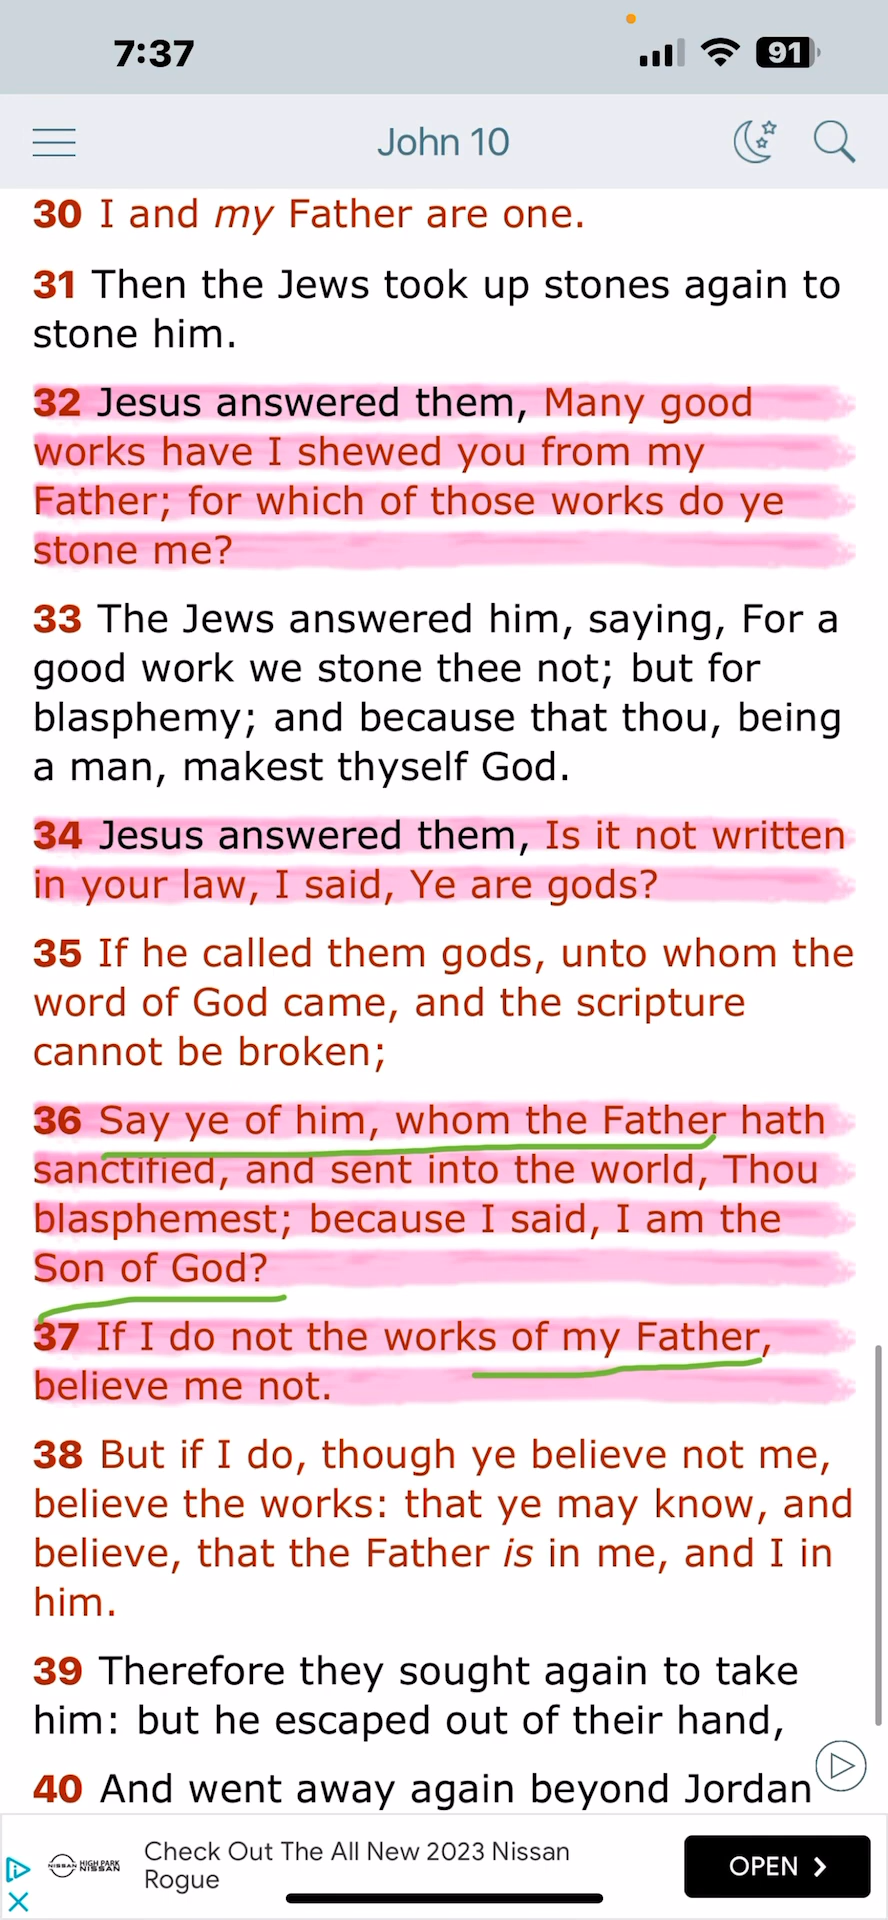 7:37
91
John 10
30 I and my Father are one.
31 Then the Jews took up stones again to
stone him.
32 Jesus answered them, Many good
works have I shewed you from my
Father; for which of those works do ye
stone me?
33 The Jews answered him, saying, For a
good work we stone thee not; but for
blasphemy; and because that thou, being
a man, makest thyself God.
34 Jesus answered them, Is it not written
in your law, I said, Ye are gods?
35 If he called them gods, unto whom the
word of God came, and the scripture
cannot be broken;
36 Say ye of him, whom the Father hath
sanctified, and sent into the world, Thou
blasphemest; because I said, I am the
Son of God?
37 If I do not the works of my Father,
believe me not.
38 But if I do, though ye believe not me,
believe the works: that ye may know, and
believe, that the Father is in me, and I in
him.
39 Therefore they sought again to take
him: but he escaped out of their hand,
40 And went away again beyond Jordan
NISSAN HIGH PARK NISSAN
Check Out The All New 2023 Nissan
Rogue
OPEN